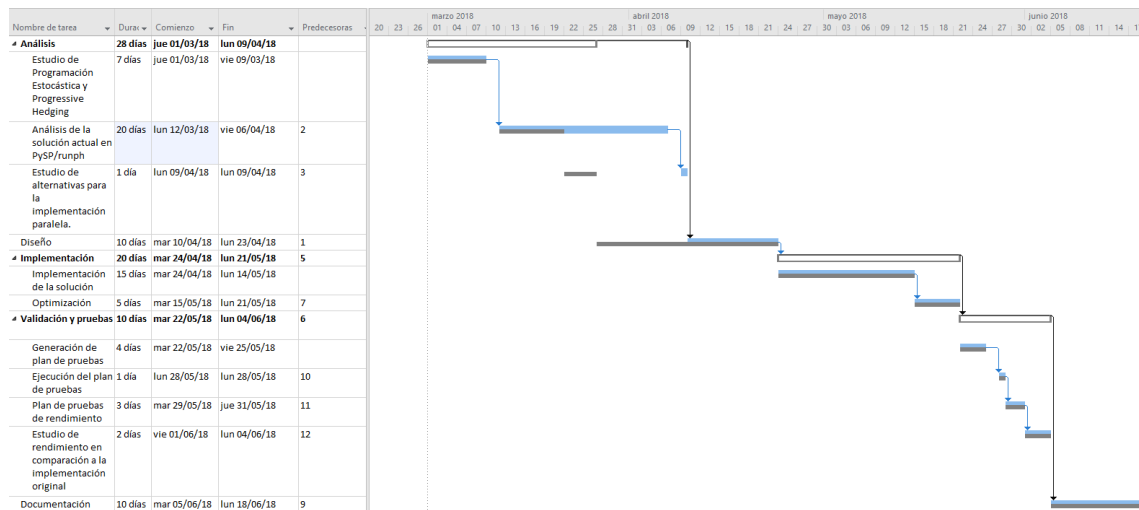 marzo 2018 abril 2018 mayo 2018 junio 2018
Nombre de tarea Durac Comienzo Fin Predecesoras 20 23 26 01 04 07 10 13 16 19 22 25 28 31 03 06 09 12 15 18 21 24 27 30 03 06 09 12 15 18 21 24 27 30 02 05 08 11 14 1
Análisis 28 días jue 01/03/18 lun 09/04/18
Estudio de 7 días jue 01/03/18 vie 09/03/18
Programación
Estocástica y
Progressive
Hedging
Análisis de la 20 días lun 12/03/18 vie 06/04/18 2
solución actual en
PySP/runph
Estudio de 1 día lun 09/04/18 lun 09/04/18 3
alternativas para
la
implementación
paralela.
Diseño 10 días mar 10/04/18 lun 23/04/18 1
Implementación 20 días mar 24/04/18 lun 21/05/18 5
Implementación 15 días mar 24/04/18 lun 14/05/18
de la solución
Optimización 5 días mar 15/05/18 lun 21/05/18 7
Validación y pruebas 10 días mar 22/05/18 lun 04/06/18 6
Generación de 4 días mar 22/05/18 vie 25/05/18
plan de pruebas
Ejecución del plan 1 día lun 28/05/18 lun 28/05/18 10
de pruebas
Plan de pruebas 3 días mar 29/05/18 jue 31/05/18 11
de rendimiento
Estudio de 2 días vie 01/06/18 lun 04/06/18 12
rendimiento en
comparación a la
implementación
original
Documentación 10 días mar 05/06/18 lun 18/06/18 9